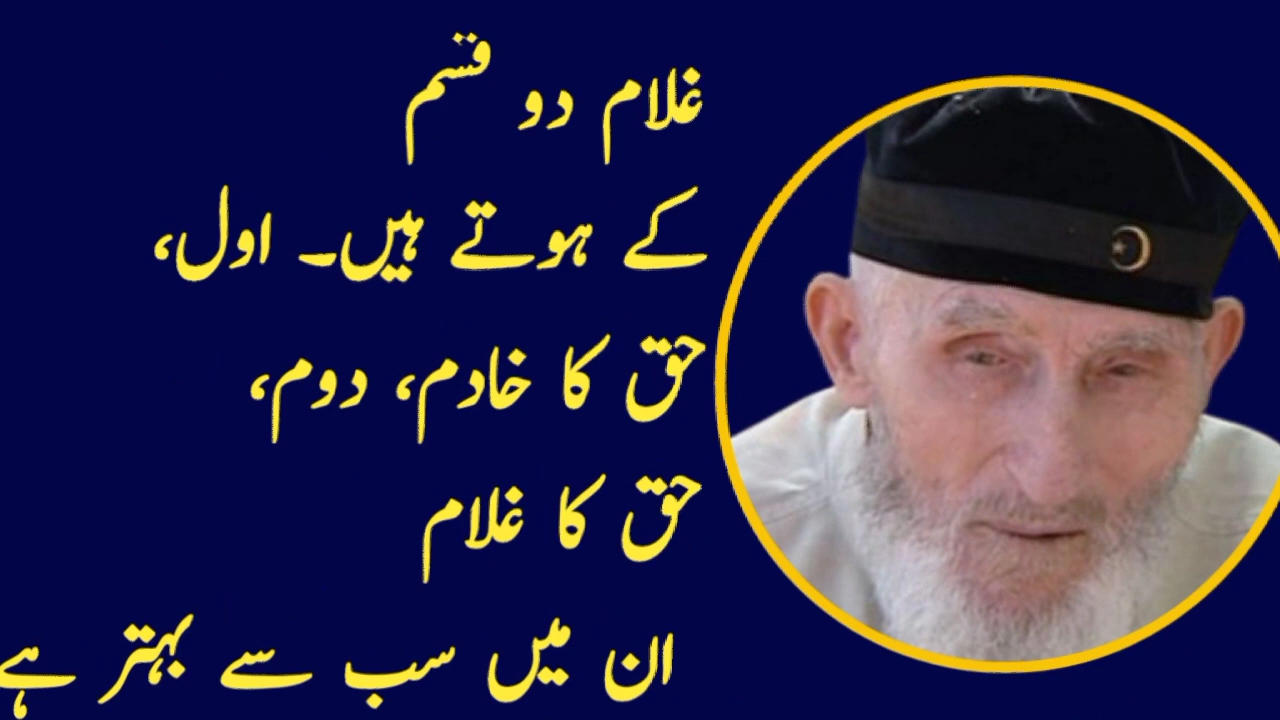 غلام دو قسم
کے ہوتے ہیں۔ اول،
حق کا خادم، دوم،
حق کا غلام
ان میں سب سے بہتر ہے